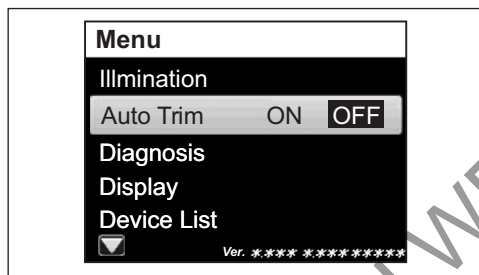 Menu
Illmination
Auto Trim ON OFF
Diagnosis
Display
Device List
Ver. *.*** *.*********